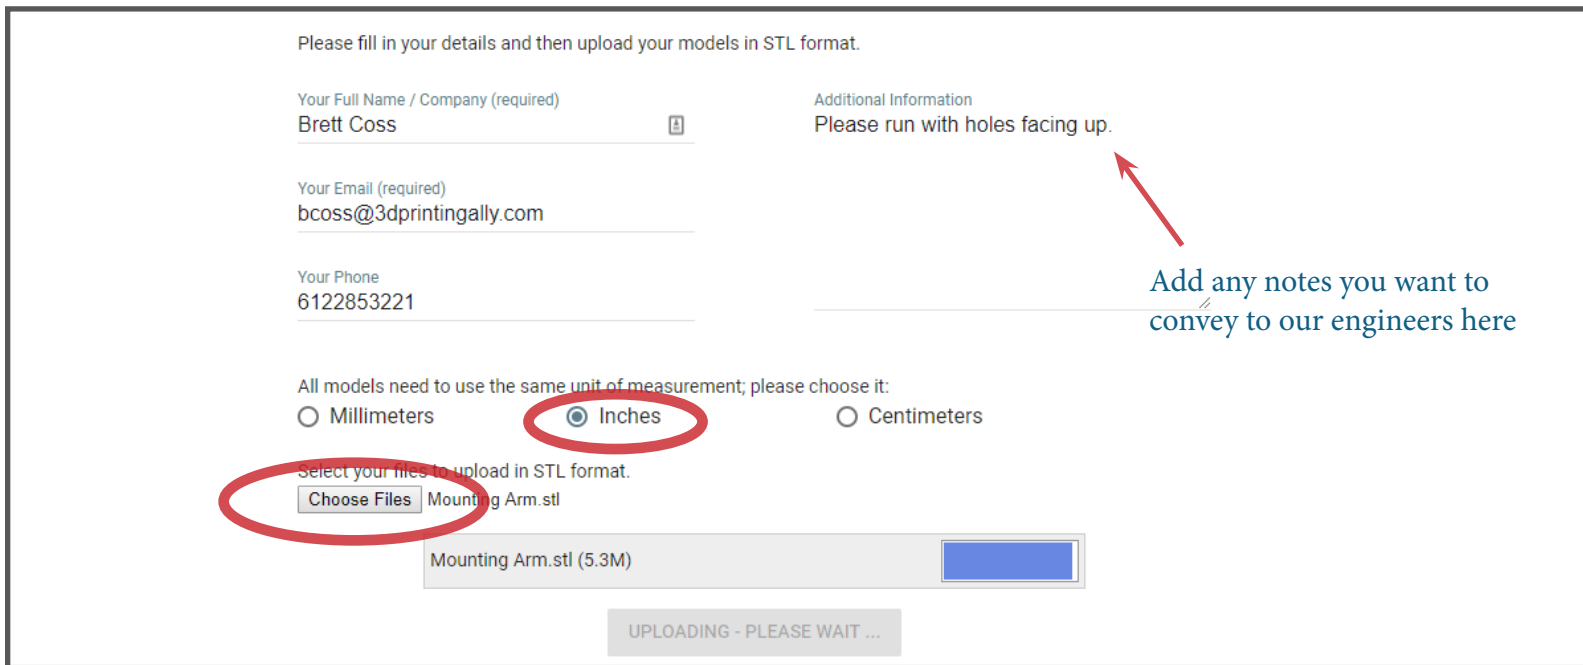 Please fill in your details and then upload your models in STL format.
Your Full Name / Company (required)
Brett Coss
Additional Information
Please run with holes facing up.
Your Email (required)
bcoss@3dprintingally.com
Your Phone
6122853221
Add any notes you want to
convey to our engineers here
All models need to use the same unit of measurement; please choose it:
Millimeters
Inches
Centimeters
Select your files to upload in STL format.
Choose Files Mounting Arm.stl
Mounting Arm.stl (5.3M)
UPLOADING - PLEASE WAIT ...